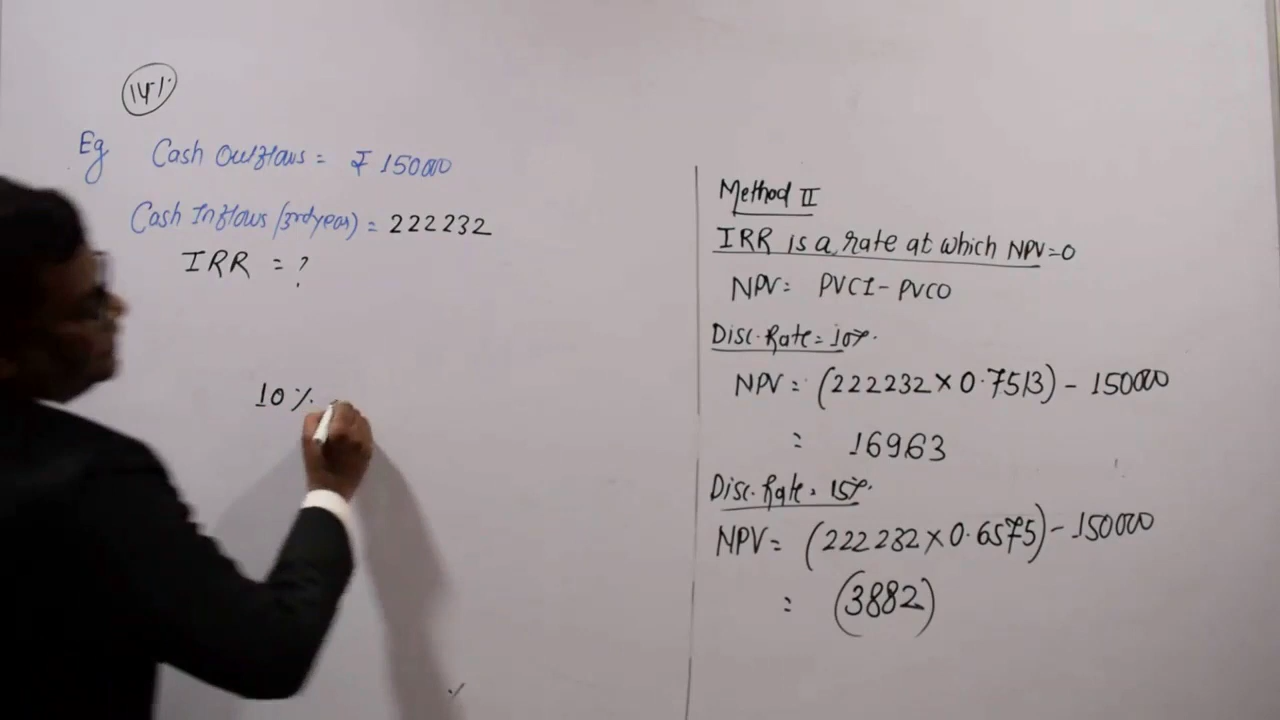 14%
Eg Cash Outflows = ₹ 150000
Cash Inflows (3rd year) = 222232
IRR = ?
10%
Method II
IRR is a rate at which NPV=0
NPV = PVCI - PVCO
Disc. Rate = 10%.
NPV = (222232 × 0.7513) - 150000
= 16963
Disc. Rate = 15%.
NPV = (222232 × 0.6575) - 150000
= (3882)